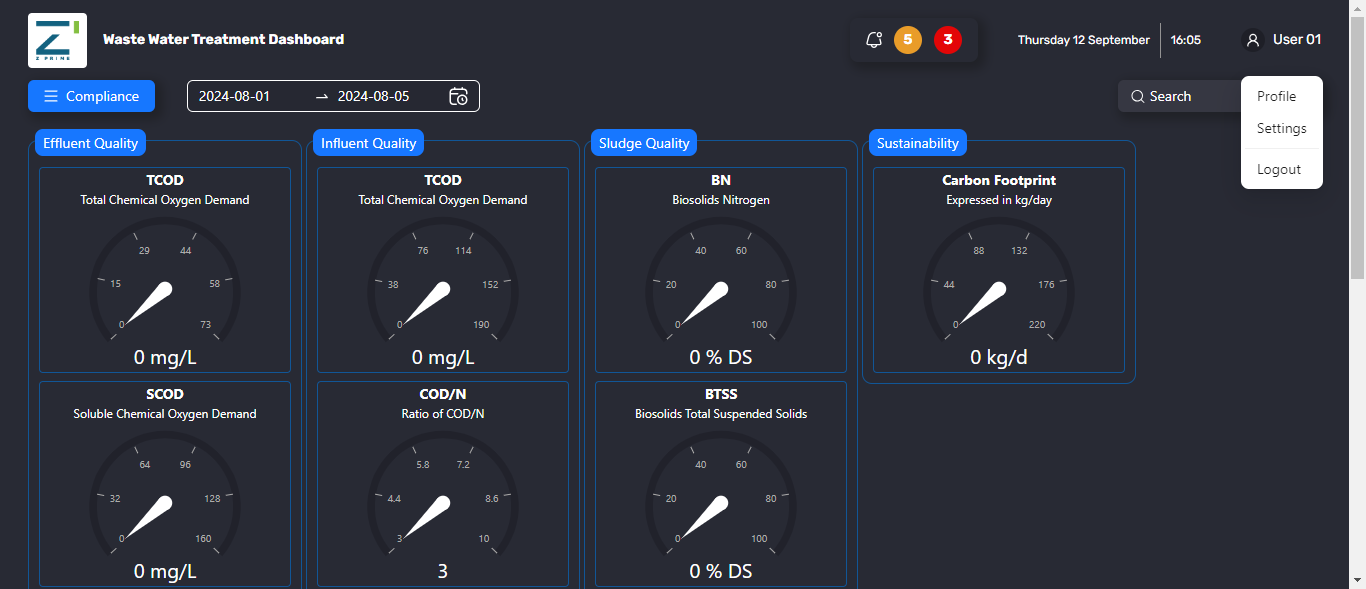 Z PRIME
Waste Water Treatment Dashboard
5
3
Thursday 12 September
16:05
User 01
Compliance
2024-08-01
2024-08-05
Search
Profile
Settings
Logout
Effluent Quality
TCOD
Total Chemical Oxygen Demand
0
15
29
44
58
73
0 mg/L
SCOD
Soluble Chemical Oxygen Demand
0
32
64
96
128
160
0 mg/L
Influent Quality
TCOD
Total Chemical Oxygen Demand
0
38
76
114
152
190
0 mg/L
COD/N
Ratio of COD/N
3
4.4
5.8
7.2
8.6
10
3
Sludge Quality
BN
Biosolids Nitrogen
0
20
40
60
80
100
0 % DS
BTSS
Biosolids Total Suspended Solids
0
20
40
60
80
100
0 % DS
Sustainability
Carbon Footprint
Expressed in kg/day
0
44
88
132
176
220
0 kg/d